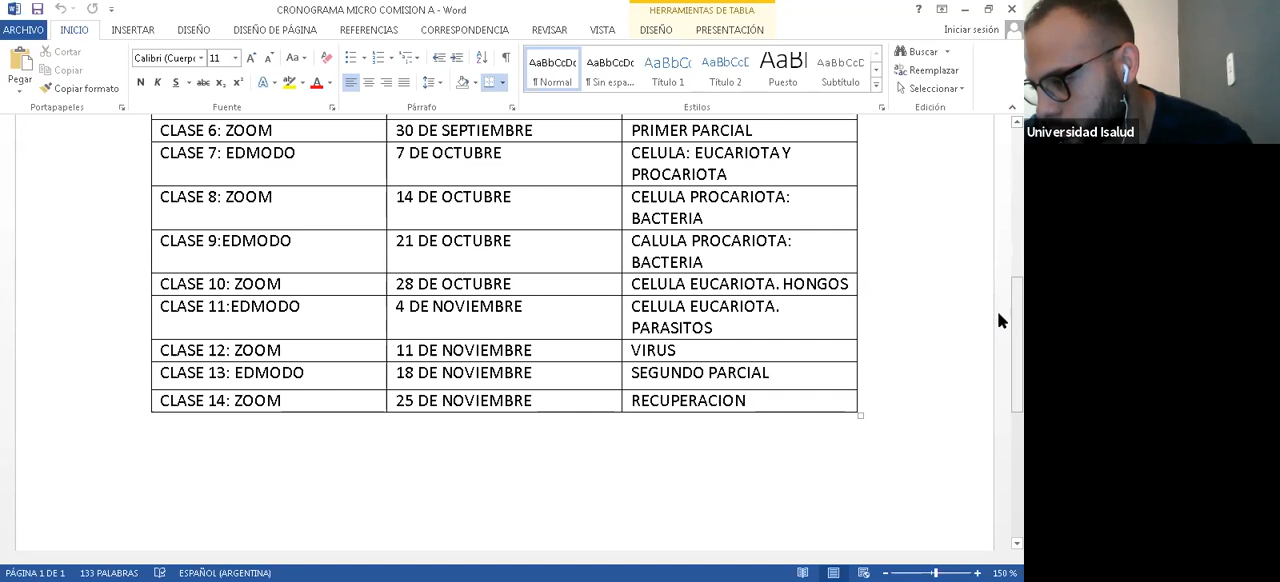 CRONOGRAMA MICRO COMISION A - Word
HERRAMIENTAS DE TABLA
ARCHIVO INICIO INSERTAR DISEÑO DISEÑO DE PÁGINA REFERENCIAS CORRESPONDENCIA REVISAR VISTA DISEÑO PRESENTACIÓN Iniciar sesión
Pegar
Cortar
Copiar
Copiar formato
Calibri (Cuerp 11
N K S abc x₂ x²
AaBbCcDc AaBbCcDc AaBbCc AaBbCcC AaBl AaBbCcD
¶ Normal ¶ Sin espa... Título 1 Título 2 Puesto Subtítulo
Buscar
Reemplazar
Seleccionar
Portapapeles Fuente Párrafo Estilos Edición
CLASE 6: ZOOM 30 DE SEPTIEMBRE PRIMER PARCIAL
CLASE 7: EDMODO 7 DE OCTUBRE CELULA: EUCARIOTA Y
PROCARIOTA
CLASE 8: ZOOM 14 DE OCTUBRE CELULA PROCARIOTA:
BACTERIA
CLASE 9:EDMODO 21 DE OCTUBRE CALULA PROCARIOTA:
BACTERIA
CLASE 10: ZOOM 28 DE OCTUBRE CELULA EUCARIOTA. HONGOS
CLASE 11:EDMODO 4 DE NOVIEMBRE CELULA EUCARIOTA.
PARASITOS
CLASE 12: ZOOM 11 DE NOVIEMBRE VIRUS
CLASE 13: EDMODO 18 DE NOVIEMBRE SEGUNDO PARCIAL
CLASE 14: ZOOM 25 DE NOVIEMBRE RECUPERACION
PÁGINA 1 DE 1 133 PALABRAS ESPAÑOL (ARGENTINA) 150 %
Universidad Isalud